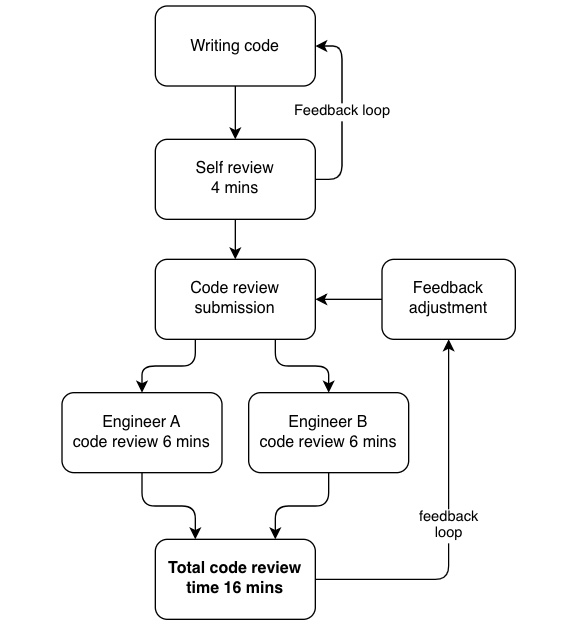 Writing code
Feedback loop
Self review
4 mins
Code review
submission
Feedback
adjustment
Engineer A
code review 6 mins
Engineer B
code review 6 mins
feedback
loop
Total code review
time 16 mins